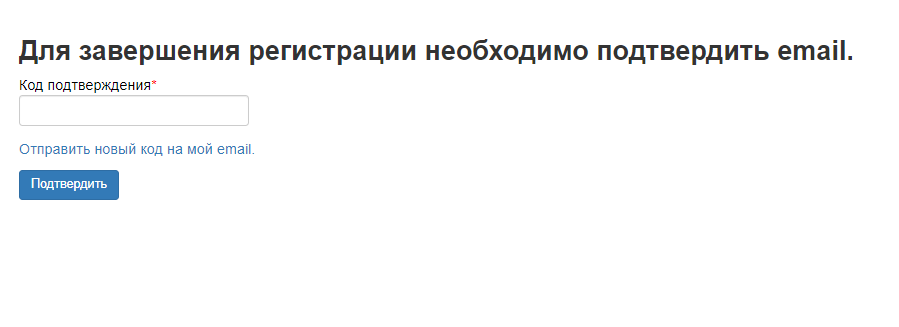 Для завершения регистрации необходимо подтвердить email.
Код подтверждения*
Отправить новый код на мой email.
Подтвердить